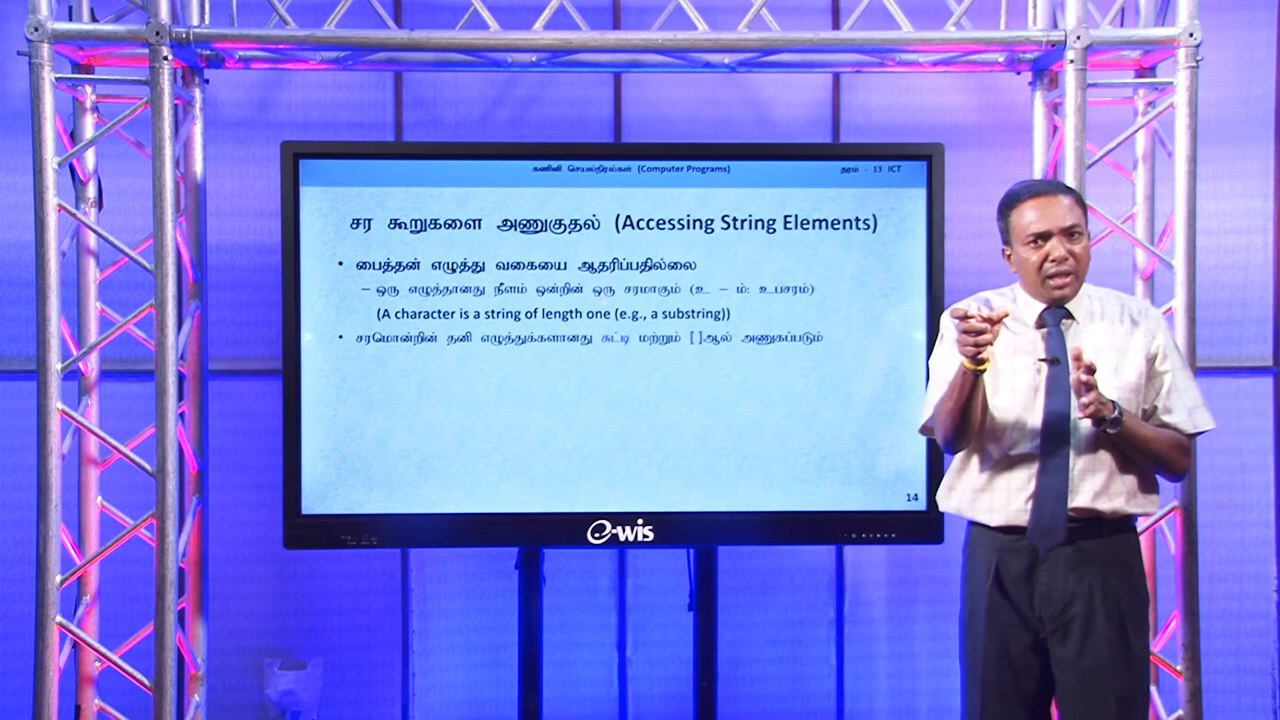 கணினி செயல்நிரல்கள் (Computer Programs)
தரம் - 13 ICT
சர கூறுகளை அணுகுதல் (Accessing String Elements)
• பைத்தன் எழுத்து வகையை ஆதரிப்பதில்லை
– ஒரு எழுத்தானது நீளம் ஒன்றின் ஒரு சரமாகும் (உ – ம்: உபசரம்)
(A character is a string of length one (e.g., a substring))
• சரமொன்றின் தனி எழுத்துக்களானது சுட்டி மற்றும் [ ]ஆல் அணுகப்படும்
14
e-wis